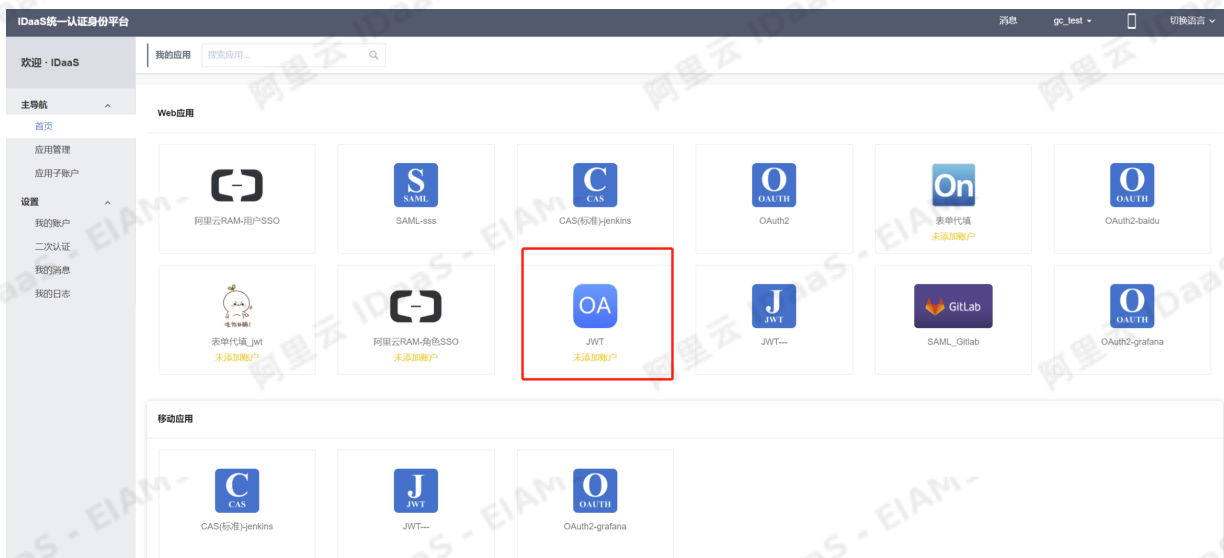 IDaaS统一认证身份平台
消息
gc_test
切换语言
欢迎 · IDaaS
我的应用
搜索应用...
主导航
首页
应用管理
应用子账户
设置
我的账户
二次认证
我的消息
我的日志
Web应用
阿里云RAM-用户SSO
S
SAML
SAML-sss
C
CAS
CAS(标准)-jenkins
O
OAUTH
OAuth2
On
表单代填
未添加账户
O
OAUTH
OAuth2-baidu
表单代填_jwt
未添加账户
阿里云RAM-角色SSO
未添加账户
OA
JWT
未添加账户
J
JWT
JWT---
GitLab
SAML_Gitlab
O
OAUTH
OAuth2-grafana
移动应用
C
CAS
CAS(标准)-jenkins
J
JWT
JWT---
O
OAUTH
OAuth2-grafana
阿里云 IDaaS - EIAM-